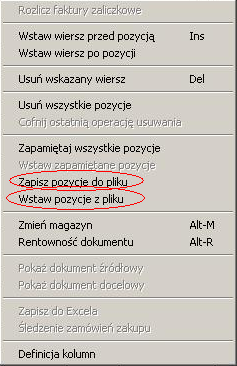 Rozlicz faktury zaliczkowe
Wstaw wiersz przed pozycją Ins
Wstaw wiersz po pozycji
Usuń wskazany wiersz Del
Usuń wszystkie pozycje
Cofnij ostatnią operację usuwania
Zapamiętaj wszystkie pozycje
Wstaw zapamiętane pozycje
Zapisz pozycje do pliku
Wstaw pozycje z pliku
Zmień magazyn Alt-M
Rentowność dokumentu Alt-R
Pokaż dokument źródłowy
Pokaż dokument docelowy
Zapisz do Excela
Śledzenie zamówień zakupu
Definicja kolumn